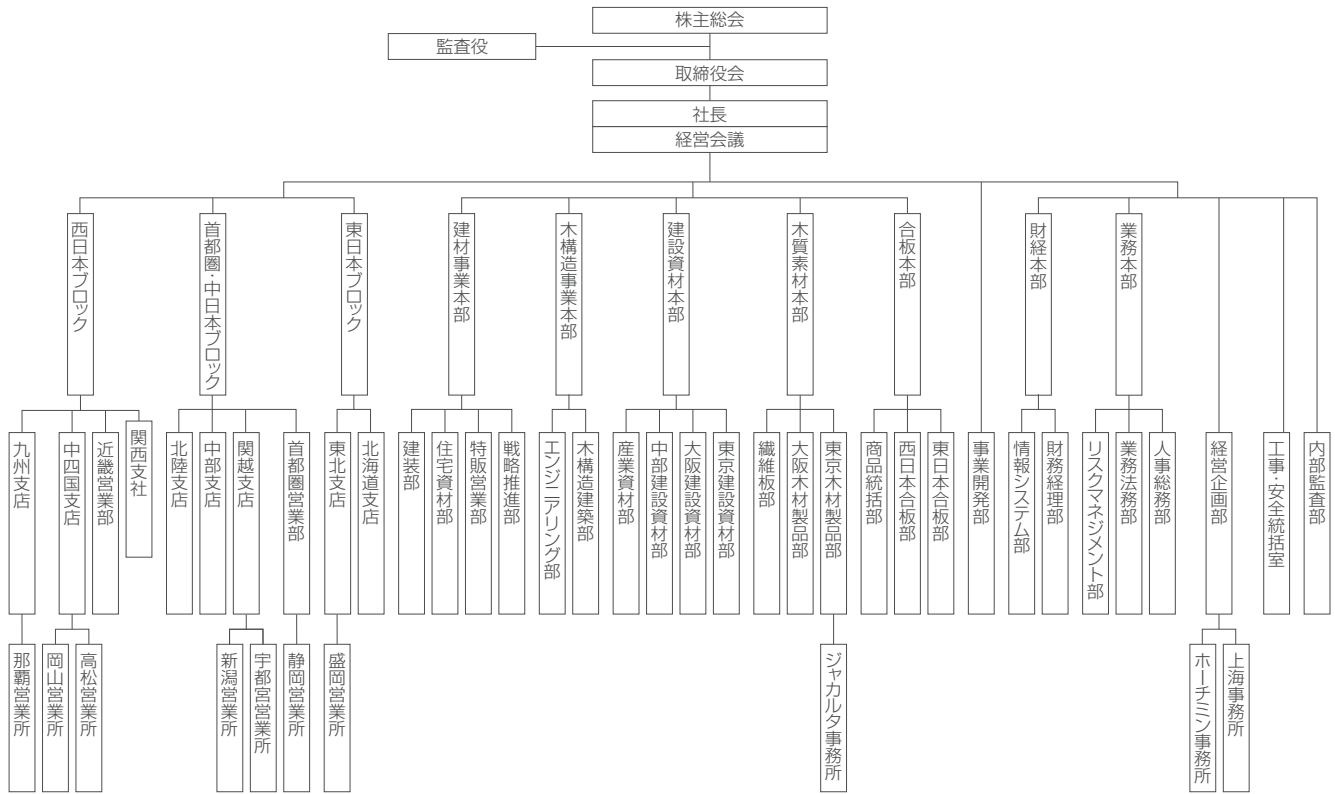 株主総会
監査役
取締役会
社長
経営会議
西日本ブロック
首都圏・中日本ブロック
東日本ブロック
建材事業本部
木構造事業本部
建設資材本部
木質素材本部
合板本部
財経本部
業務本部
九州支店
中四国支店
近畿営業部
関西支社
北陸支店
中部支店
関越支店
首都圏営業部
東北支店
北海道支店
建装部
住宅資材部
特販営業部
戦略推進部
エンジニアリング部
木構造建築部
産業資材部
中部建設資材部
大阪建設資材部
東京建設資材部
繊維板部
大阪木材製品部
東京木材製品部
商品統括部
西日本合板部
東日本合板部
事業開発部
情報システム部
財務経理部
リスクマネジメント部
業務法務部
人事総務部
経営企画部
工事・安全統括室
内部監査部
那覇営業所
岡山営業所
高松営業所
新潟営業所
宇都宮営業所
静岡営業所
盛岡営業所
ジャカルタ事務所
ホーチミン事務所
上海事務所